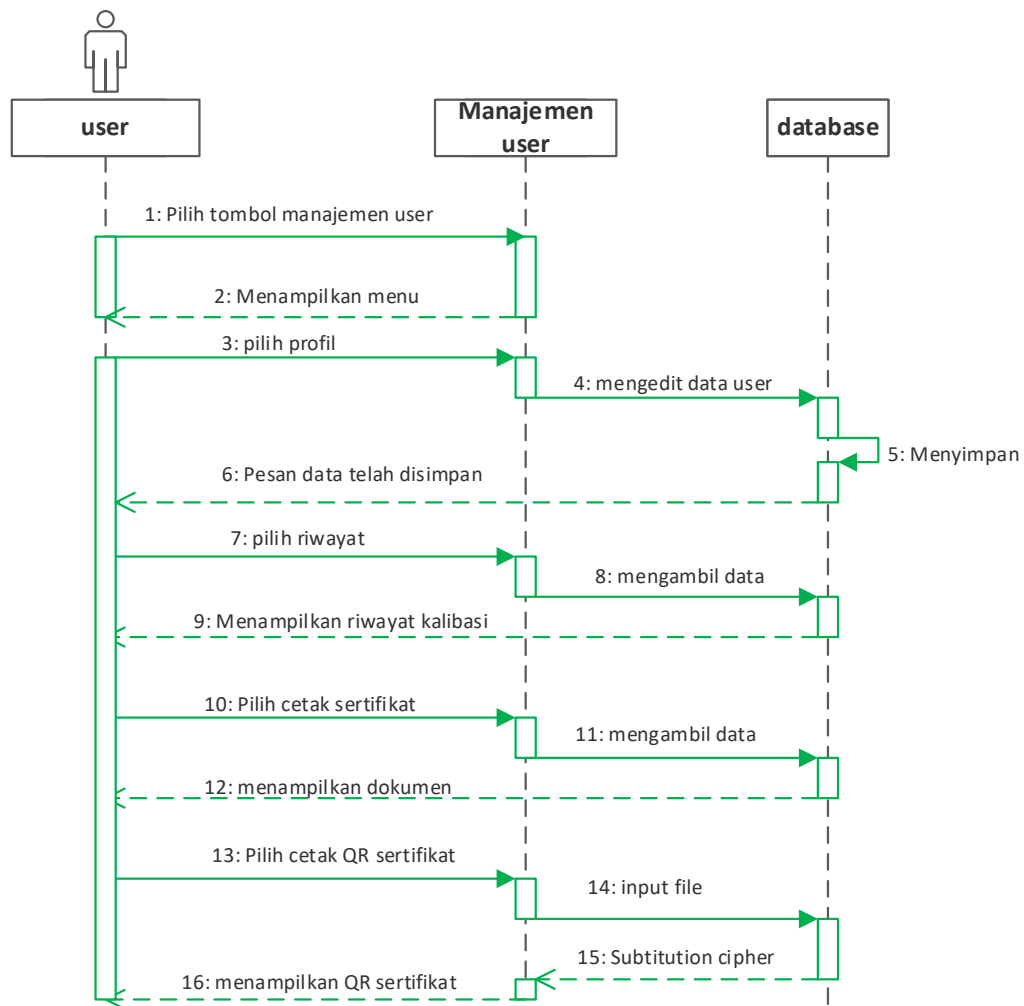 user
Manajemen
user
database
1: Pilih tombol manajemen user
2: Menampilkan menu
3: pilih profil
4: mengedit data user
5: Menyimpan
6: Pesan data telah disimpan
7: pilih riwayat
8: mengambil data
9: Menampilkan riwayat kalibasi
10: Pilih cetak sertifikat
11: mengambil data
12: menampilkan dokumen
13: Pilih cetak QR sertifikat
14: input file
15: Subtitution cipher
16: menampilkan QR sertifikat